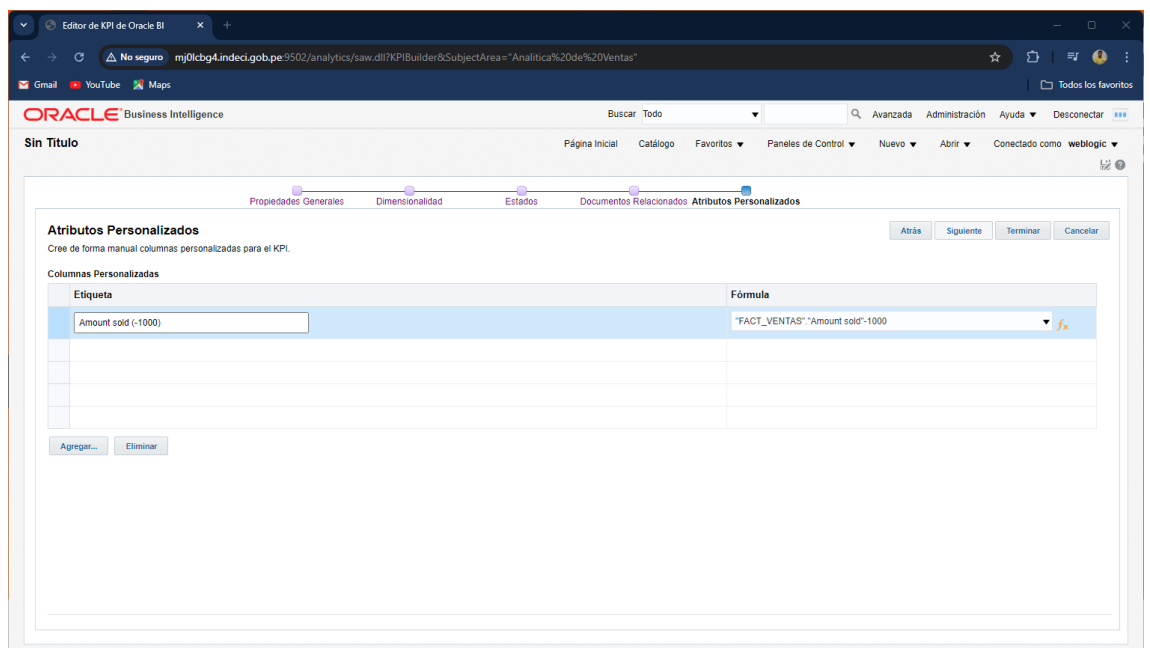 Editor de KPI de Oracle BI
No seguro mj0lcbg4.indeci.gob.pe:9502/analytics/saw.dll?KPIBuilder&SubjectArea="Analitica%20de%20Ventas"
Gmail YouTube Maps Todos los favoritos
ORACLE Business Intelligence Buscar Todo Avanzada Administración Ayuda Desconectar
Sin Título Página Inicial Catálogo Favoritos Paneles de Control Nuevo Abrir Conectado como weblogic
Propiedades Generales Dimensionalidad Estados Documentos Relacionados Atributos Personalizados
Atributos Personalizados Atrás Siguiente Terminar Cancelar
Cree de forma manual columnas personalizadas para el KPI.
Columnas Personalizadas
Etiqueta Fórmula
Amount sold (-1000) "FACT_VENTAS"."Amount sold"-1000 fx
Agregar... Eliminar